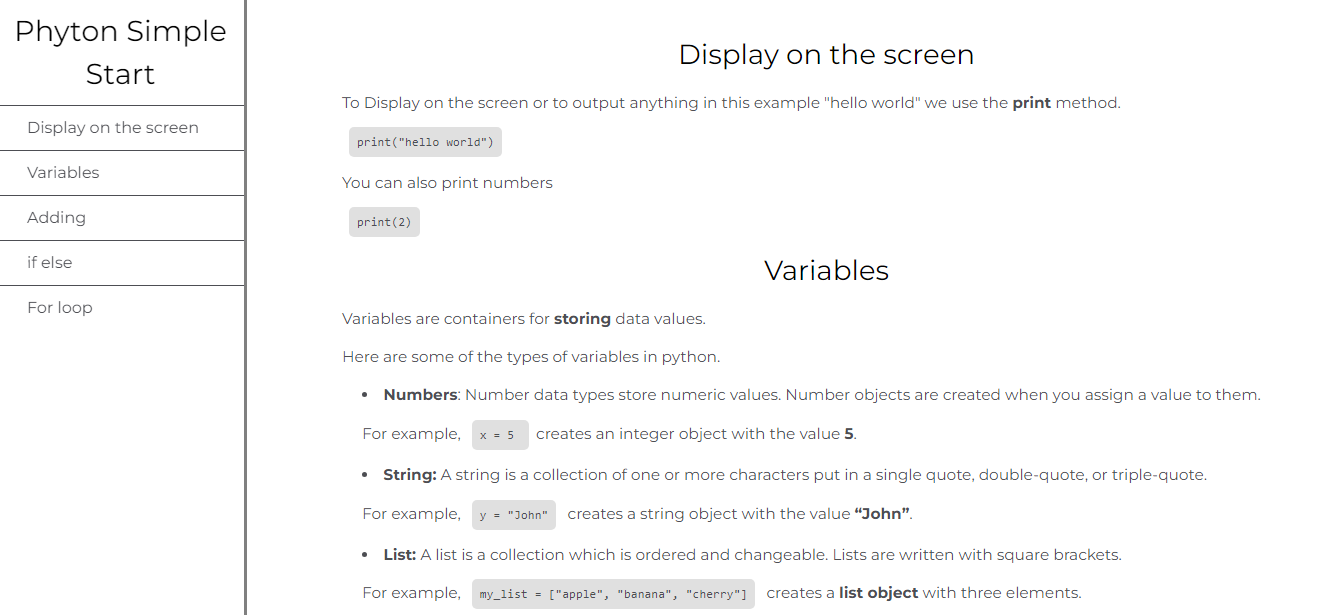 Phyton Simple
Start
Display on the screen
Variables
Adding
if else
For loop
Display on the screen
To Display on the screen or to output anything in this example "hello world" we use the print method.
print("hello world")
You can also print numbers
print(2)
Variables
Variables are containers for storing data values.
Here are some of the types of variables in python.
• Numbers: Number data types store numeric values. Number objects are created when you assign a value to them.
For example, x = 5 creates an integer object with the value 5.
• String: A string is a collection of one or more characters put in a single quote, double-quote, or triple-quote.
For example, y = "John" creates a string object with the value “John”.
• List: A list is a collection which is ordered and changeable. Lists are written with square brackets.
For example, my_list = ["apple", "banana", "cherry"] creates a list object with three elements.